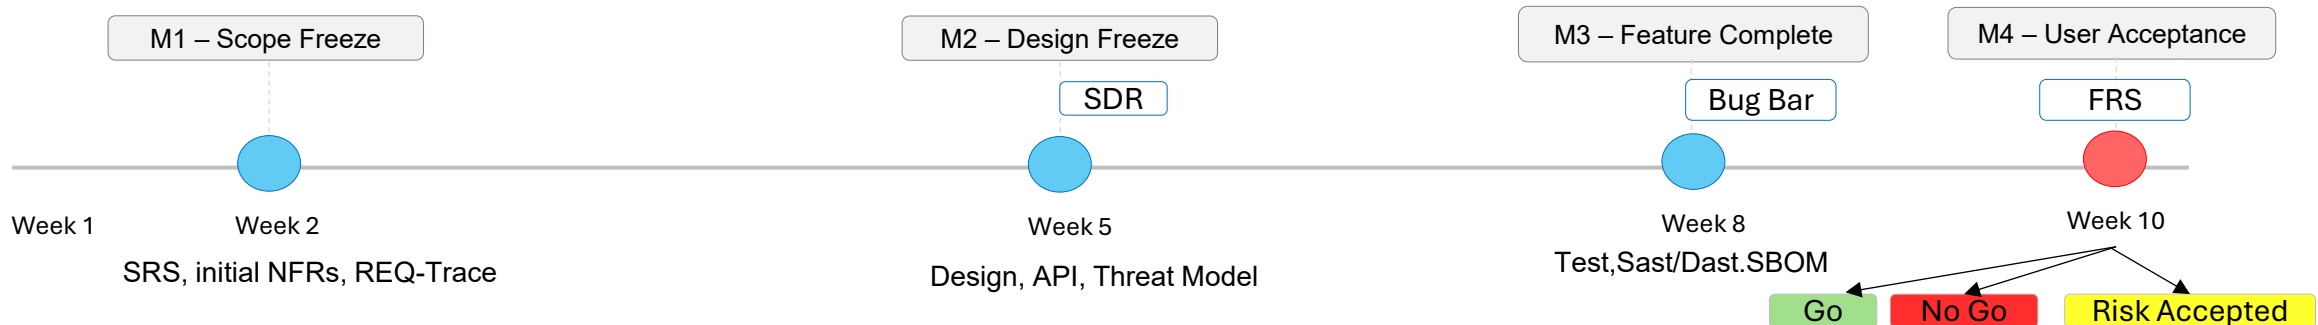 M1 – Scope Freeze
M2 – Design Freeze
M3 – Feature Complete
M4 – User Acceptance
SDR
Bug Bar
FRS
Week 1
Week 2
Week 5
Week 8
Week 10
SRS, initial NFRs, REQ-Trace
Design, API, Threat Model
Test,Sast/Dast.SBOM
Go
No Go
Risk Accepted